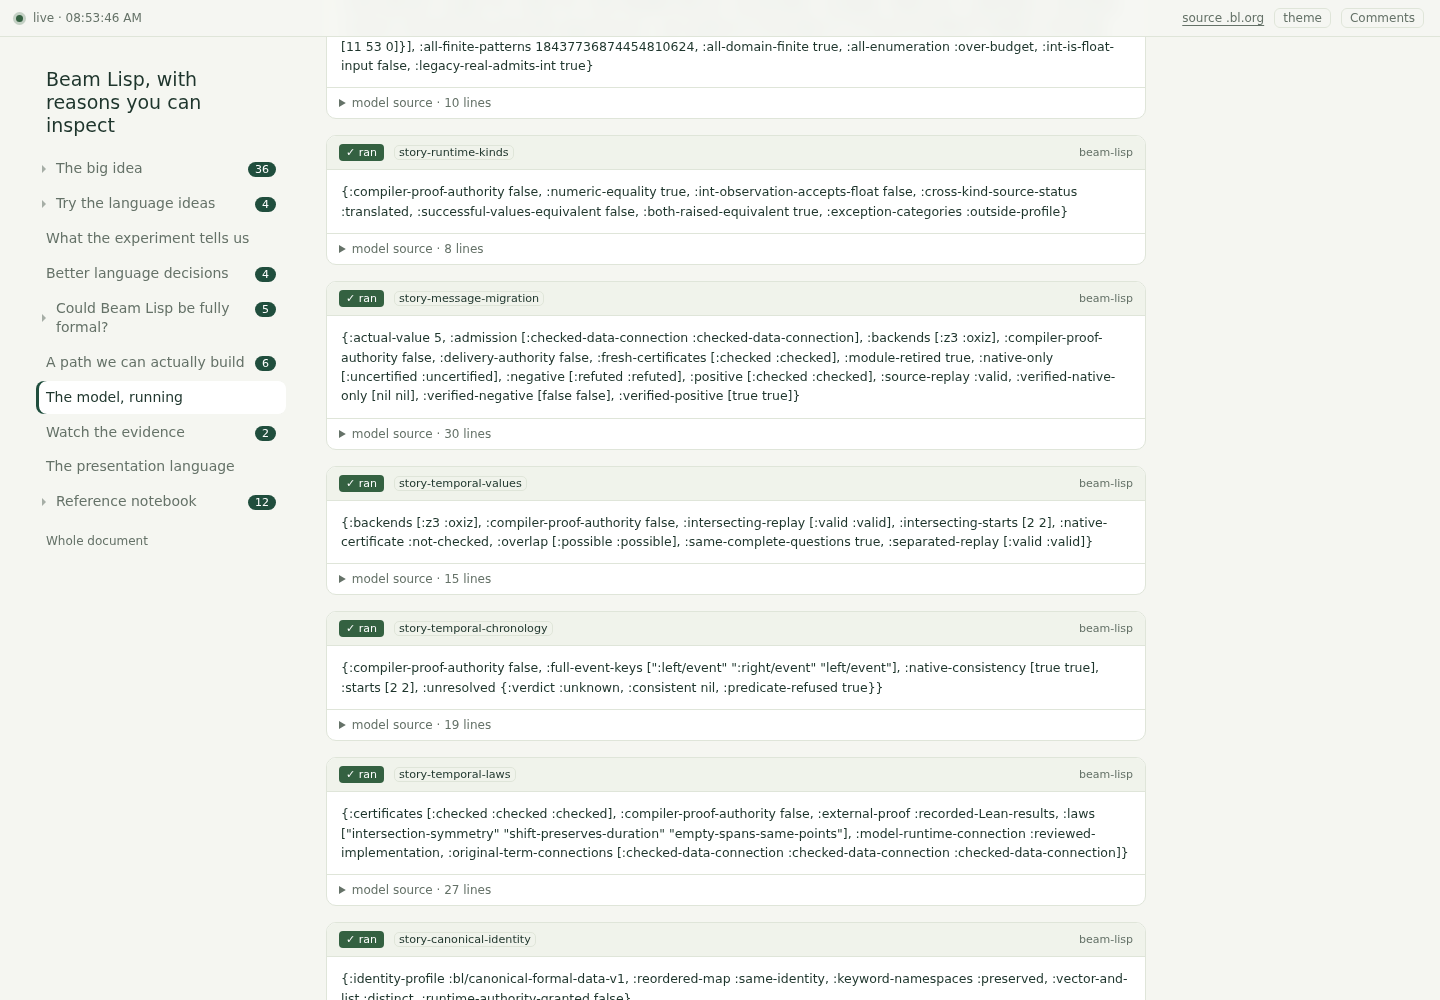 live · 08:53:46 AM
source .bl.org
theme
Comments
Beam Lisp, with
reasons you can
inspect
The big idea 36
Try the language ideas 4
What the experiment tells us
Better language decisions 4
Could Beam Lisp be fully 5
formal?
A path we can actually build 6
The model, running
Watch the evidence 2
The presentation language
Reference notebook 12
Whole document
[11 53 0]}], :all-finite-patterns 18437736874454810624, :all-domain-finite true, :all-enumeration :over-budget, :int-is-float-
input false, :legacy-real-admits-int true}
model source · 10 lines
✓ ran story-runtime-kinds beam-lisp
{:compiler-proof-authority false, :numeric-equality true, :int-observation-accepts-float false, :cross-kind-source-status
:translated, :successful-values-equivalent false, :both-raised-equivalent true, :exception-categories :outside-profile}
model source · 8 lines
✓ ran story-message-migration beam-lisp
{:actual-value 5, :admission [:checked-data-connection :checked-data-connection], :backends [:z3 :oxiz], :compiler-proof-
authority false, :delivery-authority false, :fresh-certificates [:checked :checked], :module-retired true, :native-only
[:uncertified :uncertified], :negative [:refuted :refuted], :positive [:checked :checked], :source-replay :valid, :verified-native-
only [nil nil], :verified-negative [false false], :verified-positive [true true]}
model source · 30 lines
✓ ran story-temporal-values beam-lisp
{:backends [:z3 :oxiz], :compiler-proof-authority false, :intersecting-replay [:valid :valid], :intersecting-starts [2 2], :native-
certificate :not-checked, :overlap [:possible :possible], :same-complete-questions true, :separated-replay [:valid :valid]}
model source · 15 lines
✓ ran story-temporal-chronology beam-lisp
{:compiler-proof-authority false, :full-event-keys [":left/event" ":right/event" "left/event"], :native-consistency [true true],
:starts [2 2], :unresolved {:verdict :unknown, :consistent nil, :predicate-refused true}}
model source · 19 lines
✓ ran story-temporal-laws beam-lisp
{:certificates [:checked :checked :checked], :compiler-proof-authority false, :external-proof :recorded-Lean-results, :laws
["intersection-symmetry" "shift-preserves-duration" "empty-spans-same-points"], :model-runtime-connection :reviewed-
implementation, :original-term-connections [:checked-data-connection :checked-data-connection :checked-data-connection]}
model source · 27 lines
✓ ran story-canonical-identity beam-lisp
{:identity-profile :bl/canonical-formal-data-v1, :reordered-map :same-identity, :keyword-namespaces :preserved, :vector-and-
list :distinct, :runtime-authority-granted false}